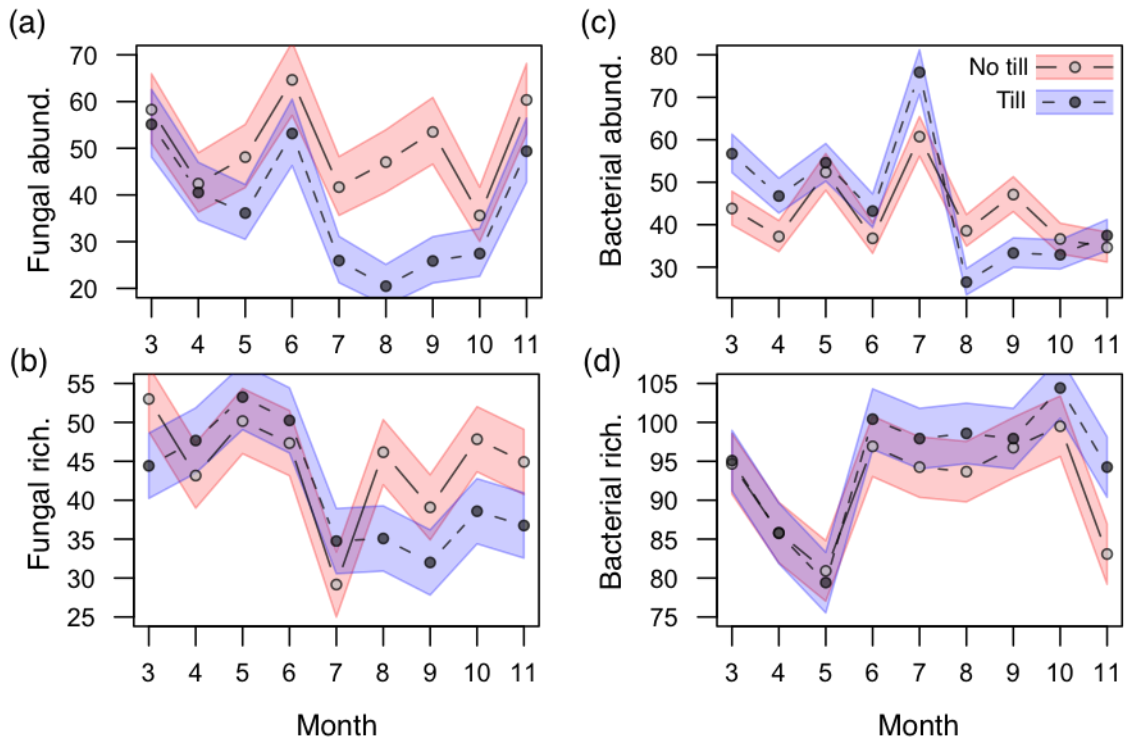 (a)
Fungal abund.
70
60
50
40
30
20
3 4 5 6 7 8 9 10 11
(c)
Bacterial abund.
80
70
60
50
40
30
No till
Till
3 4 5 6 7 8 9 10 11
(b)
Fungal rich.
55
50
45
40
35
30
25
3 4 5 6 7 8 9 10 11
Month
(d)
Bacterial rich.
105
100
95
90
85
80
75
3 4 5 6 7 8 9 10 11
Month